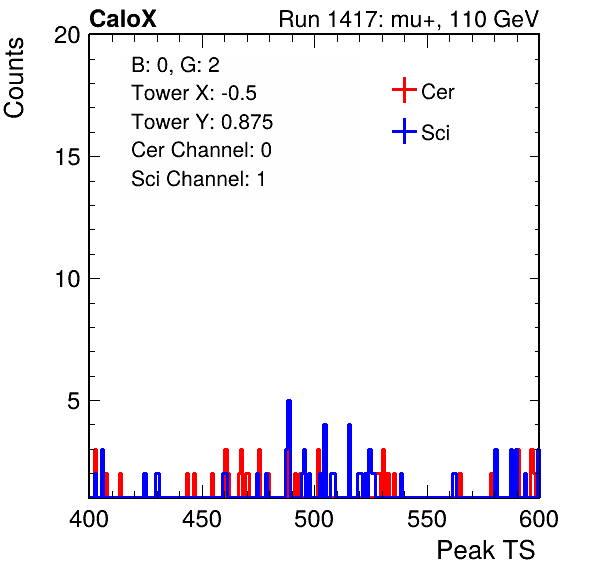 CaloX
Run 1417: mu+, 110 GeV
Counts
20
15
10
5
B: 0, G: 2
Tower X: -0.5
Tower Y: 0.875
Cer Channel: 0
Sci Channel: 1
Cer
Sci
400
450
500
550
600
Peak TS